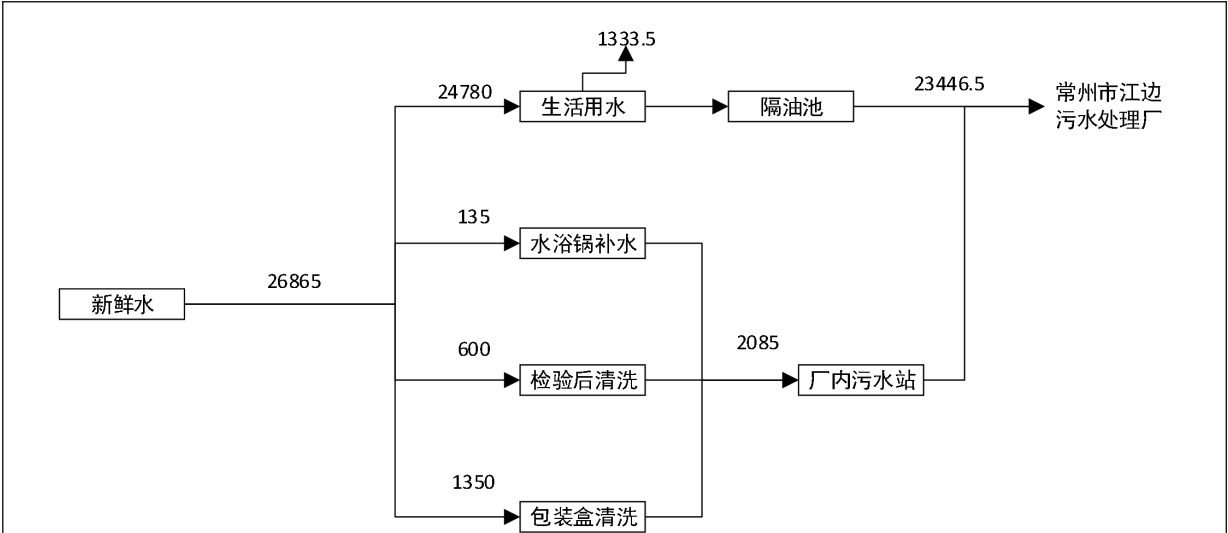 1333.5
24780
生活用水
隔油池
23446.5
常州市江边
污水处理厂
135
水浴锅补水
新鲜水
26865
600
检验后清洗
2085
厂内污水站
1350
包装盒清洗